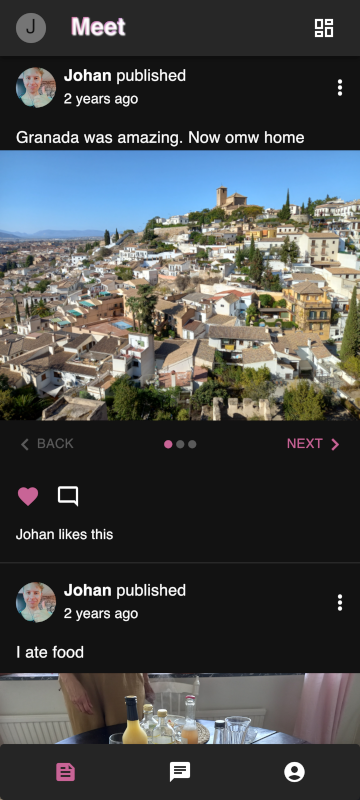 J
Meet
Johan published
2 years ago
Granada was amazing. Now omw home
BACK
NEXT
Johan likes this
Johan published
2 years ago
I ate food